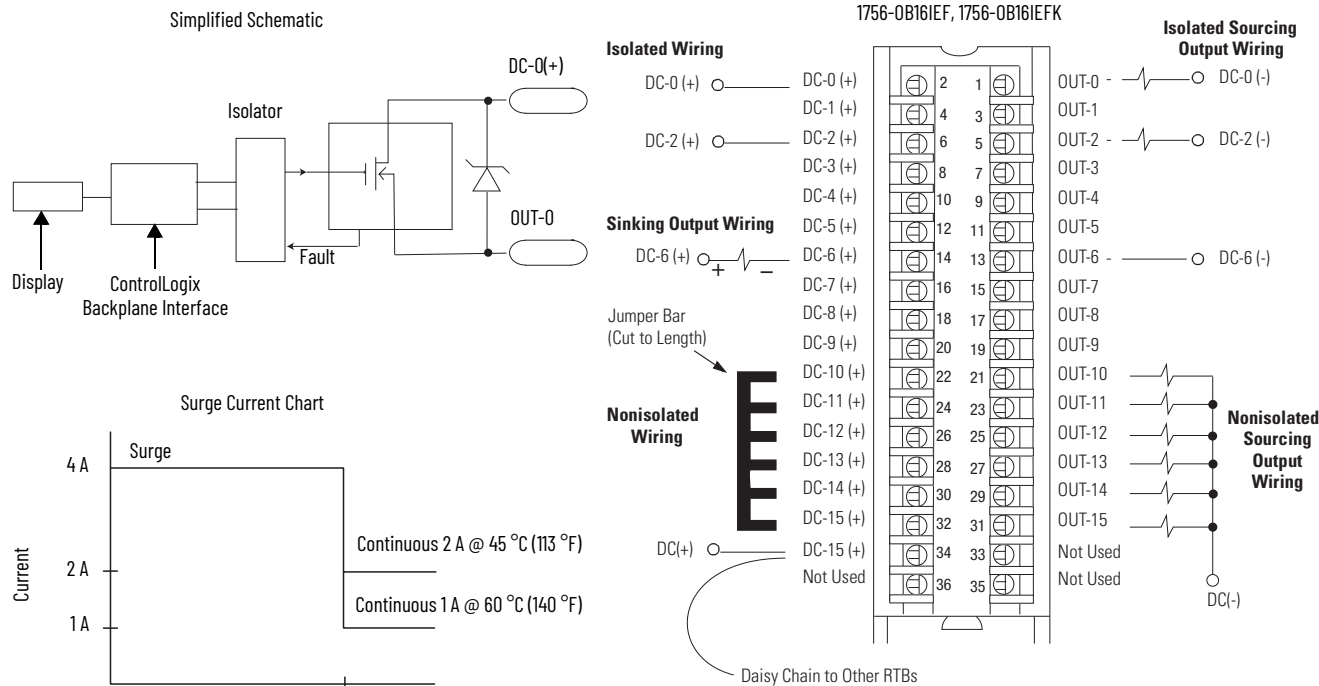 Simplified Schematic
DC-0(+)
Isolator
OUT-0
Fault
Display
ControlLogix
Backplane Interface
Surge Current Chart
Surge
4 A
Continuous 2 A @ 45 °C (113 °F)
2 A
Continuous 1 A @ 60 °C (140 °F)
1 A
Current
1756-OB16IEF, 1756-OB16IEFK
Isolated Wiring
Isolated Sourcing
Output Wiring
DC-0 (+) DC-0 (+) 2 1 OUT-0 DC-0 (-)
DC-1 (+) 4 3 OUT-1
DC-2 (+) DC-2 (+) 6 5 OUT-2 DC-2 (-)
DC-3 (+) 8 7 OUT-3
DC-4 (+) 10 9 OUT-4
Sinking Output Wiring
DC-5 (+) 12 11 OUT-5
DC-6 (+) + – DC-6 (+) 14 13 OUT-6 DC-6 (-)
DC-7 (+) 16 15 OUT-7
Jumper Bar
(Cut to Length)
DC-8 (+) 18 17 OUT-8
DC-9 (+) 20 19 OUT-9
DC-10 (+) 22 21 OUT-10
DC-11 (+) 24 23 OUT-11
Nonisolated
Wiring
DC-12 (+) 26 25 OUT-12
DC-13 (+) 28 27 OUT-13
DC-14 (+) 30 29 OUT-14
DC-15 (+) 32 31 OUT-15
Nonisolated
Sourcing
Output
Wiring
DC(+) DC-15 (+) 34 33 Not Used
Not Used 36 35 Not Used
DC(-)
Daisy Chain to Other RTBs